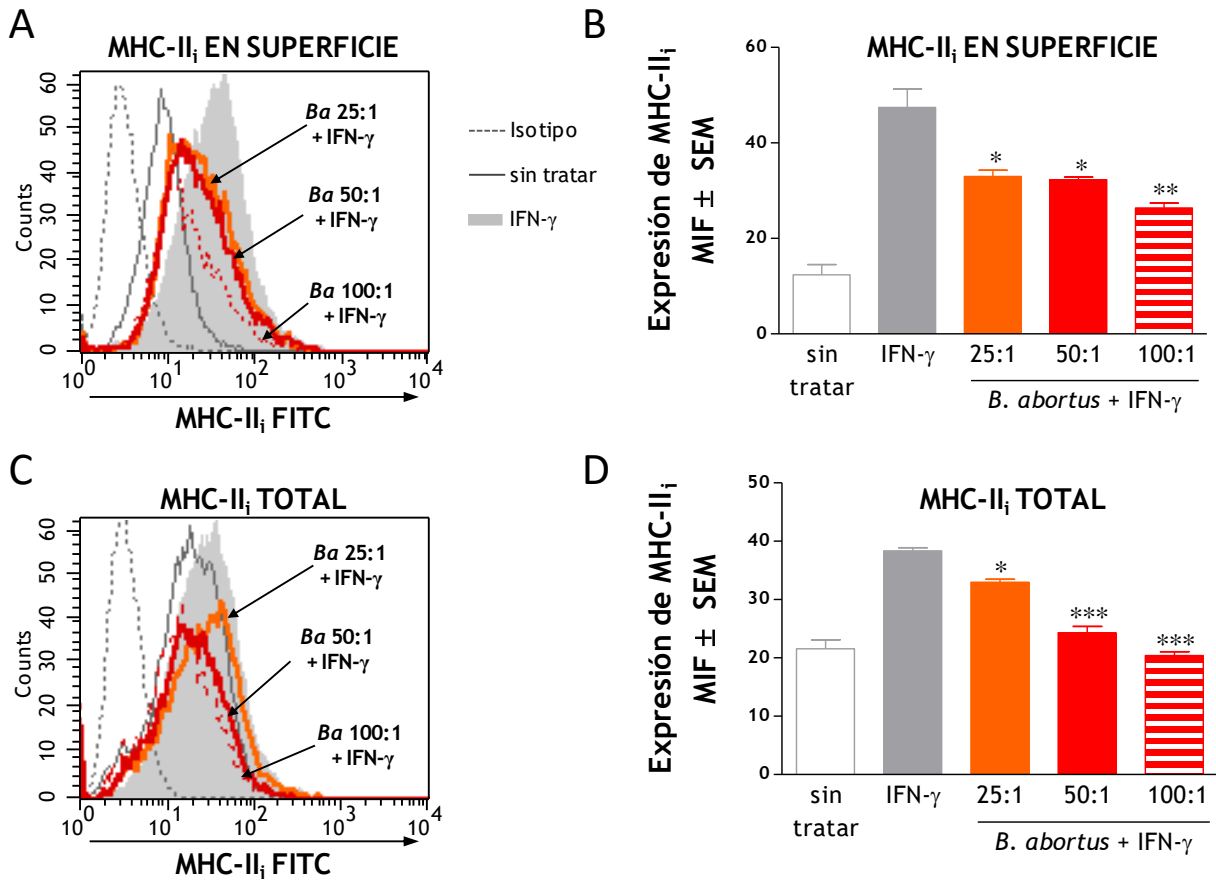 A
MHC-IIi EN SUPERFICIE
60
50
40
30
20
10
0
Counts
Ba 25:1
+ IFN-γ
Ba 50:1
+ IFN-γ
Ba 100:1
+ IFN-γ
10^0 10^1 10^2 10^3 10^4
MHC-IIi FITC
Isotipo
sin tratar
IFN-γ
B
MHC-IIi EN SUPERFICIE
Expresión de MHC-IIi
MIF ± SEM
60
40
20
0
* * **
sin tratar
IFN-γ
25:1 50:1 100:1
B. abortus + IFN-γ
C
MHC-IIi TOTAL
60
50
40
30
20
10
0
Counts
Ba 25:1
+ IFN-γ
Ba 50:1
+ IFN-γ
Ba 100:1
+ IFN-γ
10^0 10^1 10^2 10^3 10^4
MHC-IIi FITC
D
MHC-IIi TOTAL
Expresión de MHC-IIi
MIF ± SEM
50
40
30
20
10
0
* *** ***
sin tratar
IFN-γ
25:1 50:1 100:1
B. abortus + IFN-γ